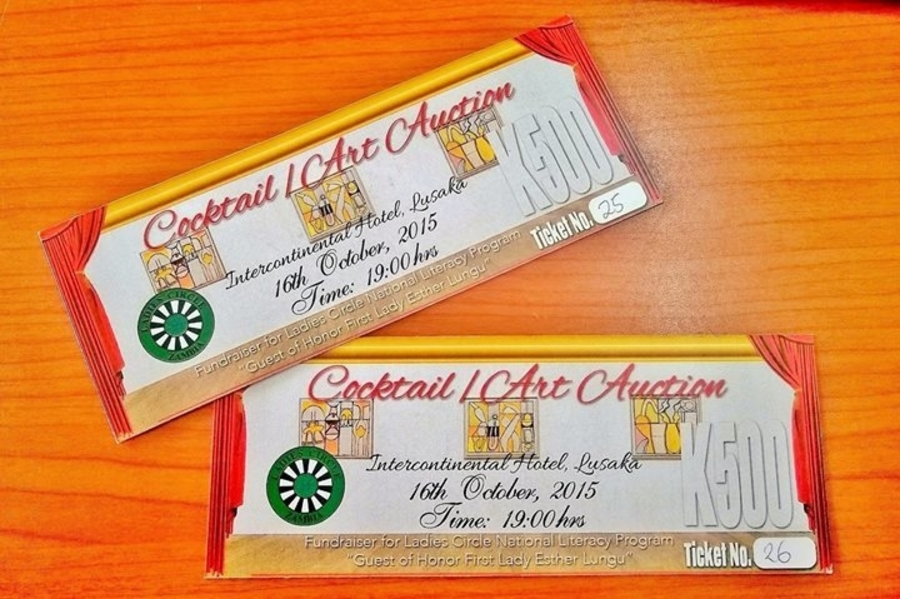 Cocktail / Art Auction
Intercontinental Hotel, Lusaka
16th October, 2015
Time: 19:00 hrs
K500
LADIES CIRCLE
ZAMBIA
Fundraiser for Ladies Circle National Literacy Program
"Guest of Honor First Lady Esther Lungu"
Ticket No. 25
Cocktail / Art Auction
Intercontinental Hotel, Lusaka
16th October, 2015
Time: 19:00 hrs
K500
LADIES CIRCLE
ZAMBIA
Fundraiser for Ladies Circle National Literacy Program
"Guest of Honor First Lady Esther Lungu"
Ticket No. 26